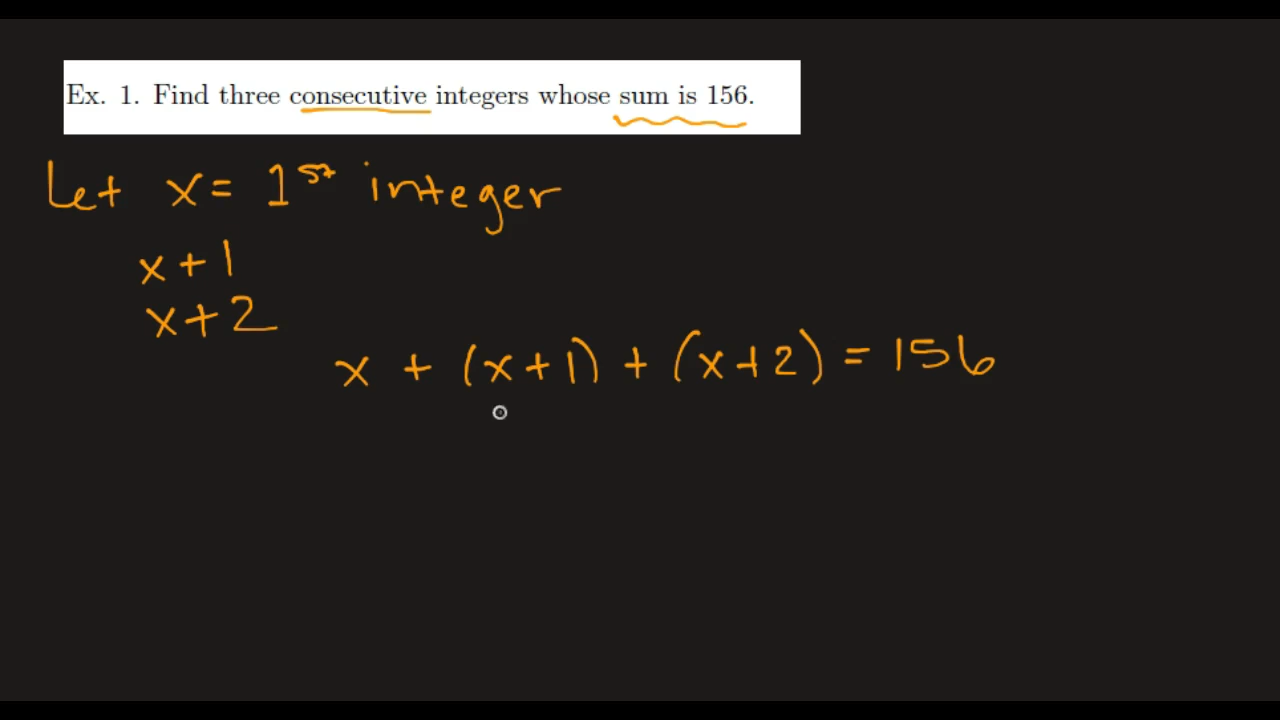 Ex. 1. Find three consecutive integers whose sum is 156.
Let x = 1st integer
x + 1
x + 2
x + (x + 1) + (x + 2) = 156